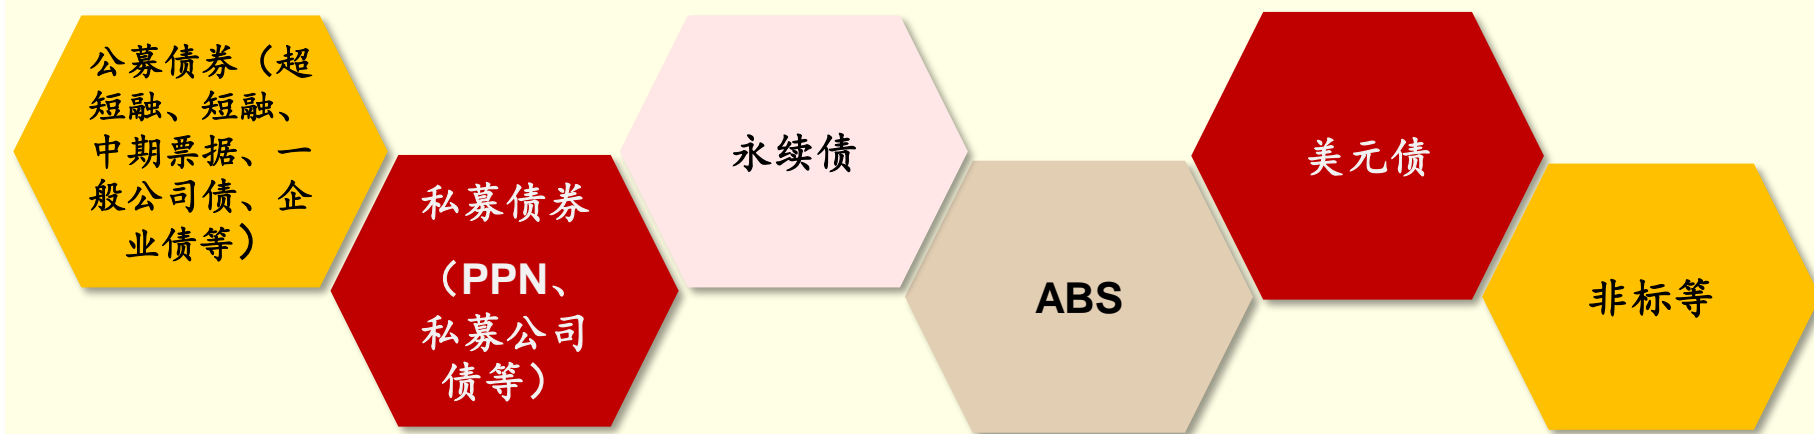 公募债券（超
短融、短融、
中期票据、一
般公司债、企
业债等）
私募债券
（PPN、
私募公司
债等）
永续债
ABS
美元债
非标等